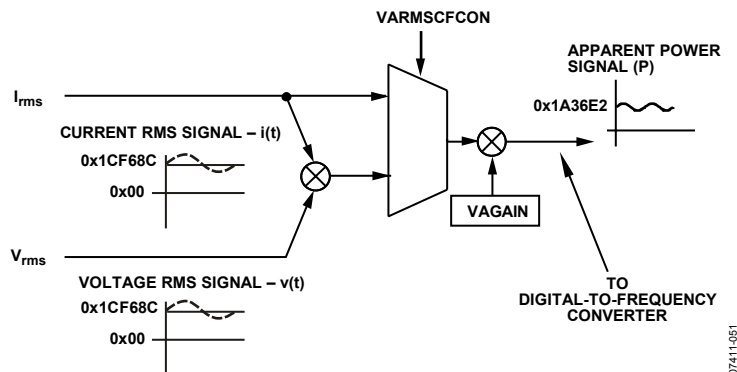 VARMSCFCON
APPARENT POWER
SIGNAL (P)
0x1A36E2
Irms
CURRENT RMS SIGNAL – i(t)
0x1CF68C
0x00
VAGAIN
Vrms
VOLTAGE RMS SIGNAL – v(t)
0x1CF68C
0x00
TO
DIGITAL-TO-FREQUENCY
CONVERTER
07411-051